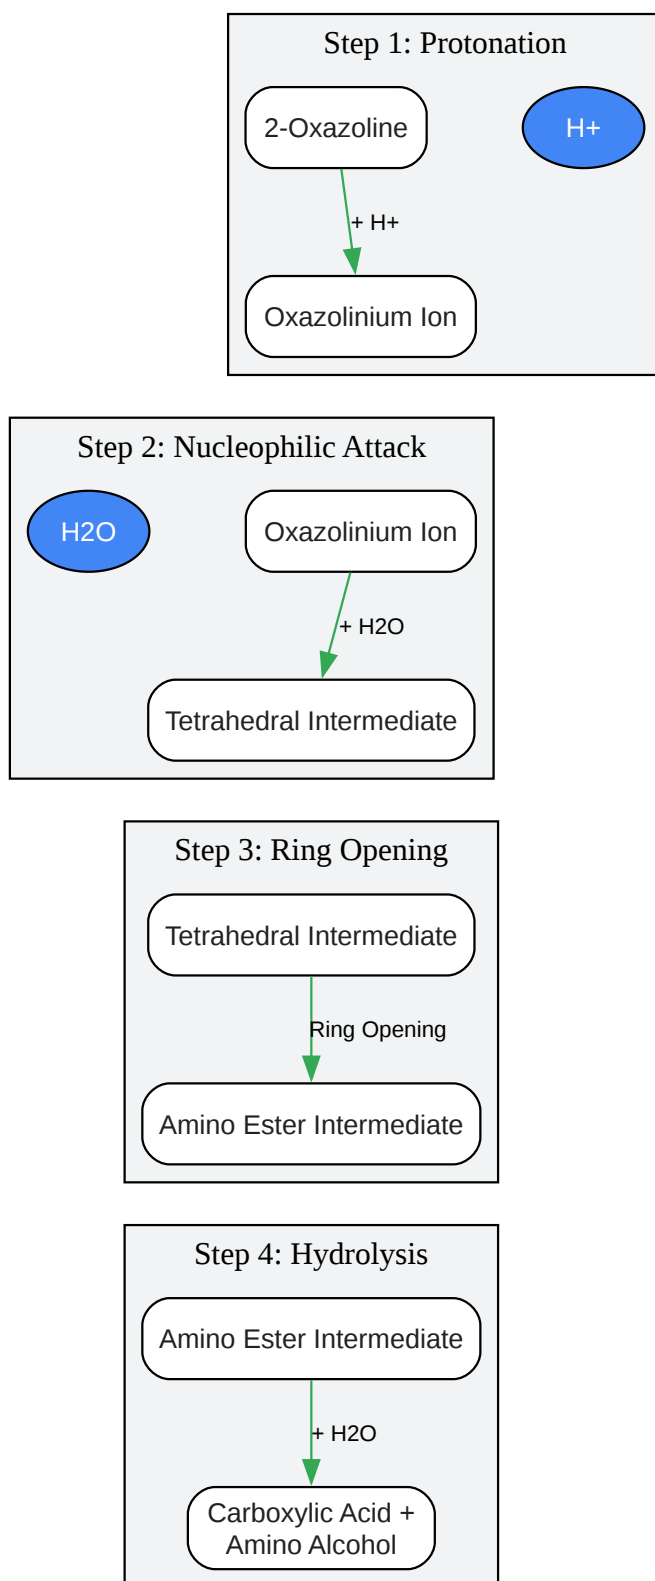 Step 1: Protonation
2-Oxazoline
H+
+ H+
Oxazolinium Ion
Step 2: Nucleophilic Attack
H2O
Oxazolinium Ion
+ H2O
Tetrahedral Intermediate
Step 3: Ring Opening
Tetrahedral Intermediate
Ring Opening
Amino Ester Intermediate
Step 4: Hydrolysis
Amino Ester Intermediate
+ H2O
Carboxylic Acid +
Amino Alcohol